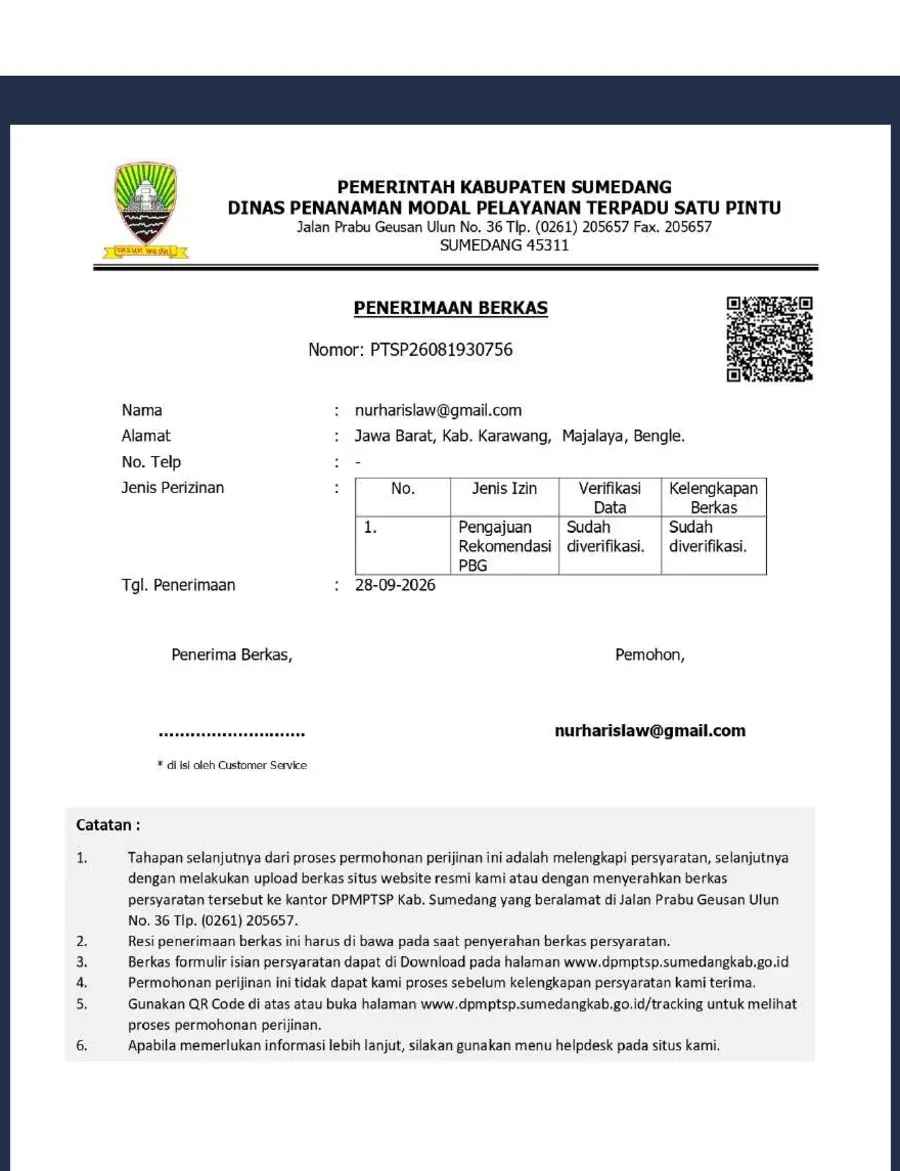 PEMERINTAH KABUPATEN SUMEDANG
DINAS PENANAMAN MODAL PELAYANAN TERPADU SATU PINTU
Jalan Prabu Geusan Ulun No. 36 Tlp. (0261) 205657 Fax. 205657
SUMEDANG 45311
PENERIMAAN BERKAS
Nomor: PTSP26081930756
Nama : nurharislaw@gmail.com
Alamat : Jawa Barat, Kab. Karawang, Majalaya, Bengle.
No. Telp : -
Jenis Perizinan :
No. Jenis Izin Verifikasi Data Kelengkapan Berkas
1. Pengajuan Rekomendasi PBG Sudah diverifikasi. Sudah diverifikasi.
Tgl. Penerimaan : 28-09-2026
Penerima Berkas, Pemohon,
............................ nurharislaw@gmail.com
* di isi oleh Customer Service
Catatan :
1. Tahapan selanjutnya dari proses permohonan perijinan ini adalah melengkapi persyaratan, selanjutnya
dengan melakukan upload berkas situs website resmi kami atau dengan menyerahkan berkas
persyaratan tersebut ke kantor DPMPTSP Kab. Sumedang yang beralamat di Jalan Prabu Geusan Ulun
No. 36 Tlp. (0261) 205657.
2. Resi penerimaan berkas ini harus di bawa pada saat penyerahan berkas persyaratan.
3. Berkas formulir isian persyaratan dapat di Download pada halaman www.dpmptsp.sumedangkab.go.id
4. Permohonan perijinan ini tidak dapat kami proses sebelum kelengkapan persyaratan kami terima.
5. Gunakan QR Code di atas atau buka halaman www.dpmptsp.sumedangkab.go.id/tracking untuk melihat
proses permohonan perijinan.
6. Apabila memerlukan informasi lebih lanjut, silakan gunakan menu helpdesk pada situs kami.